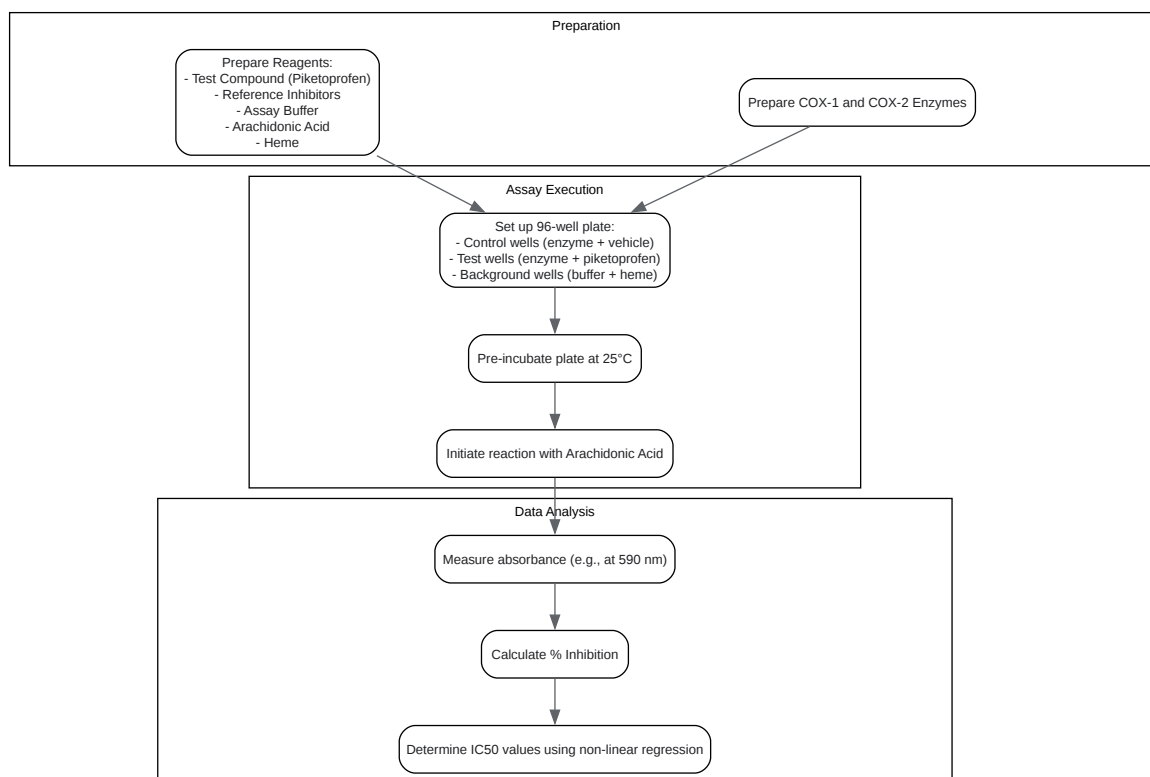 Preparation
Prepare Reagents:
- Test Compound (Piketoprofen)
- Reference Inhibitors
- Assay Buffer
- Arachidonic Acid
- Heme
Prepare COX-1 and COX-2 Enzymes
Assay Execution
Set up 96-well plate:
- Control wells (enzyme + vehicle)
- Test wells (enzyme + piketoprofen)
- Background wells (buffer + heme)
Pre-incubate plate at 25°C
Initiate reaction with Arachidonic Acid
Data Analysis
Measure absorbance (e.g., at 590 nm)
Calculate % Inhibition
Determine IC50 values using non-linear regression